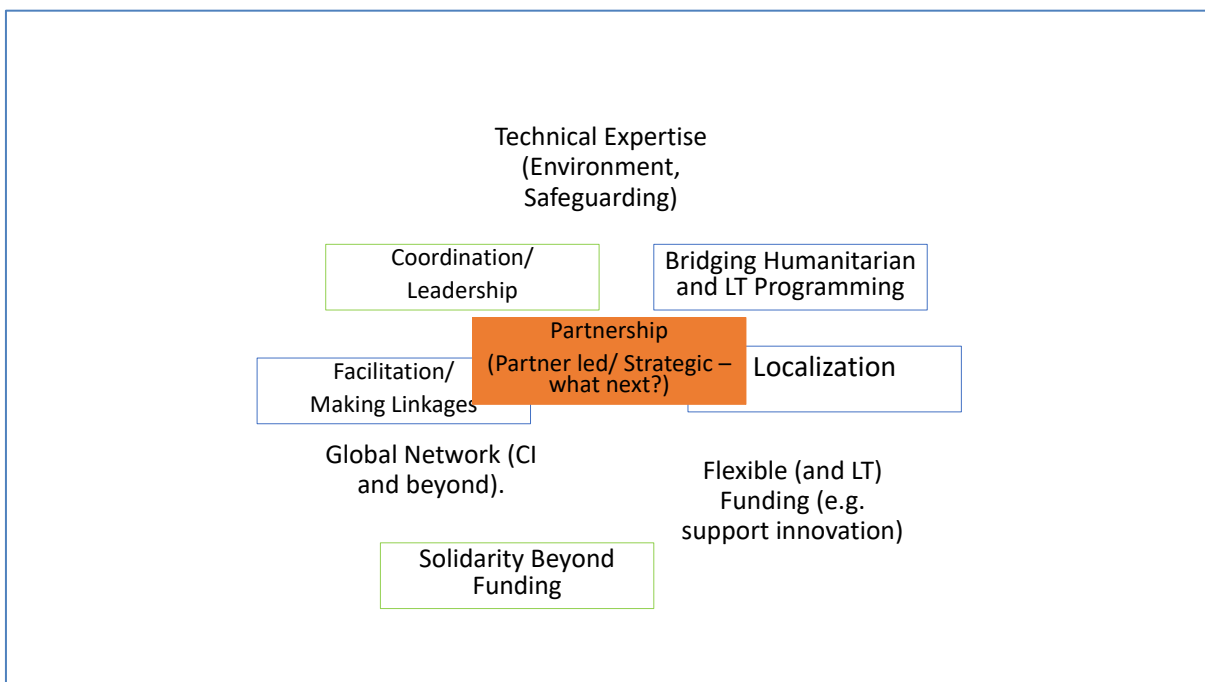 Technical Expertise
(Environment,
Safeguarding)
Coordination/
Leadership
Bridging Humanitarian
and LT Programming
Partnership
(Partner led/ Strategic –
what next?)
Facilitation/
Making Linkages
Localization
Global Network (CI
and beyond).
Flexible (and LT)
Funding (e.g.
support innovation)
Solidarity Beyond
Funding